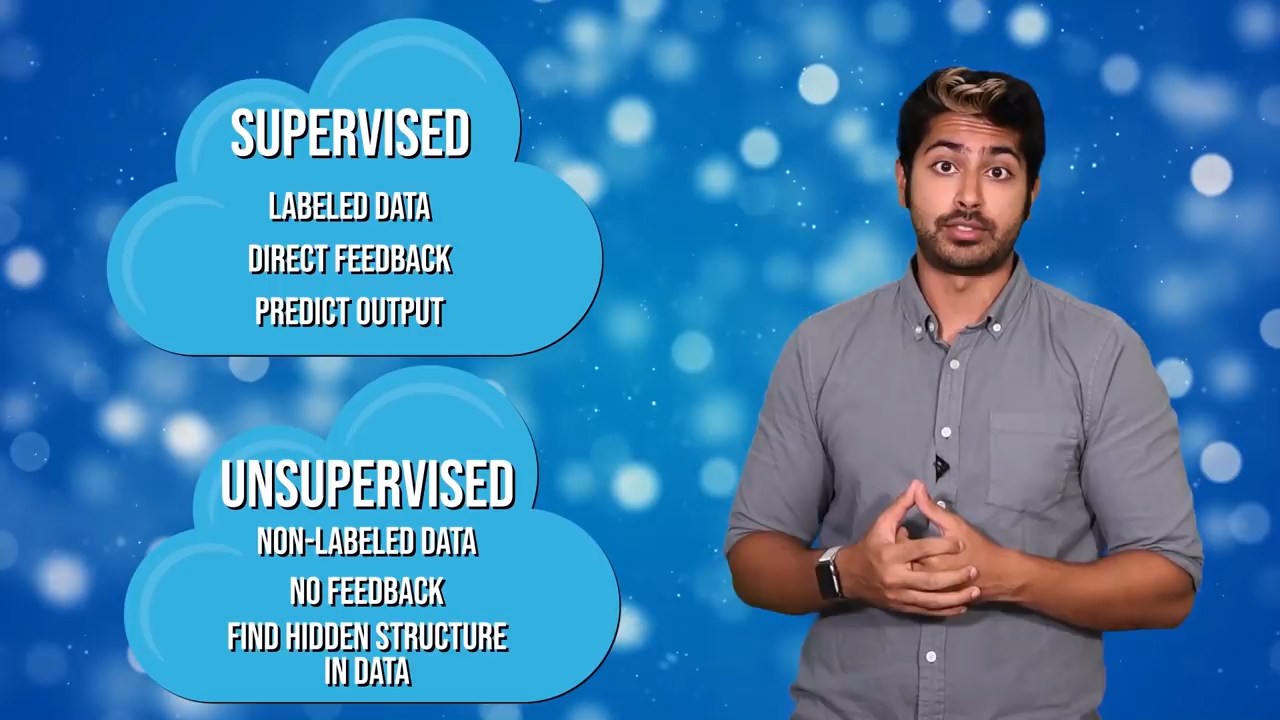 SUPERVISED
LABELED DATA
DIRECT FEEDBACK
PREDICT OUTPUT
UNSUPERVISED
NON-LABELED DATA
NO FEEDBACK
FIND HIDDEN STRUCTURE
IN DATA